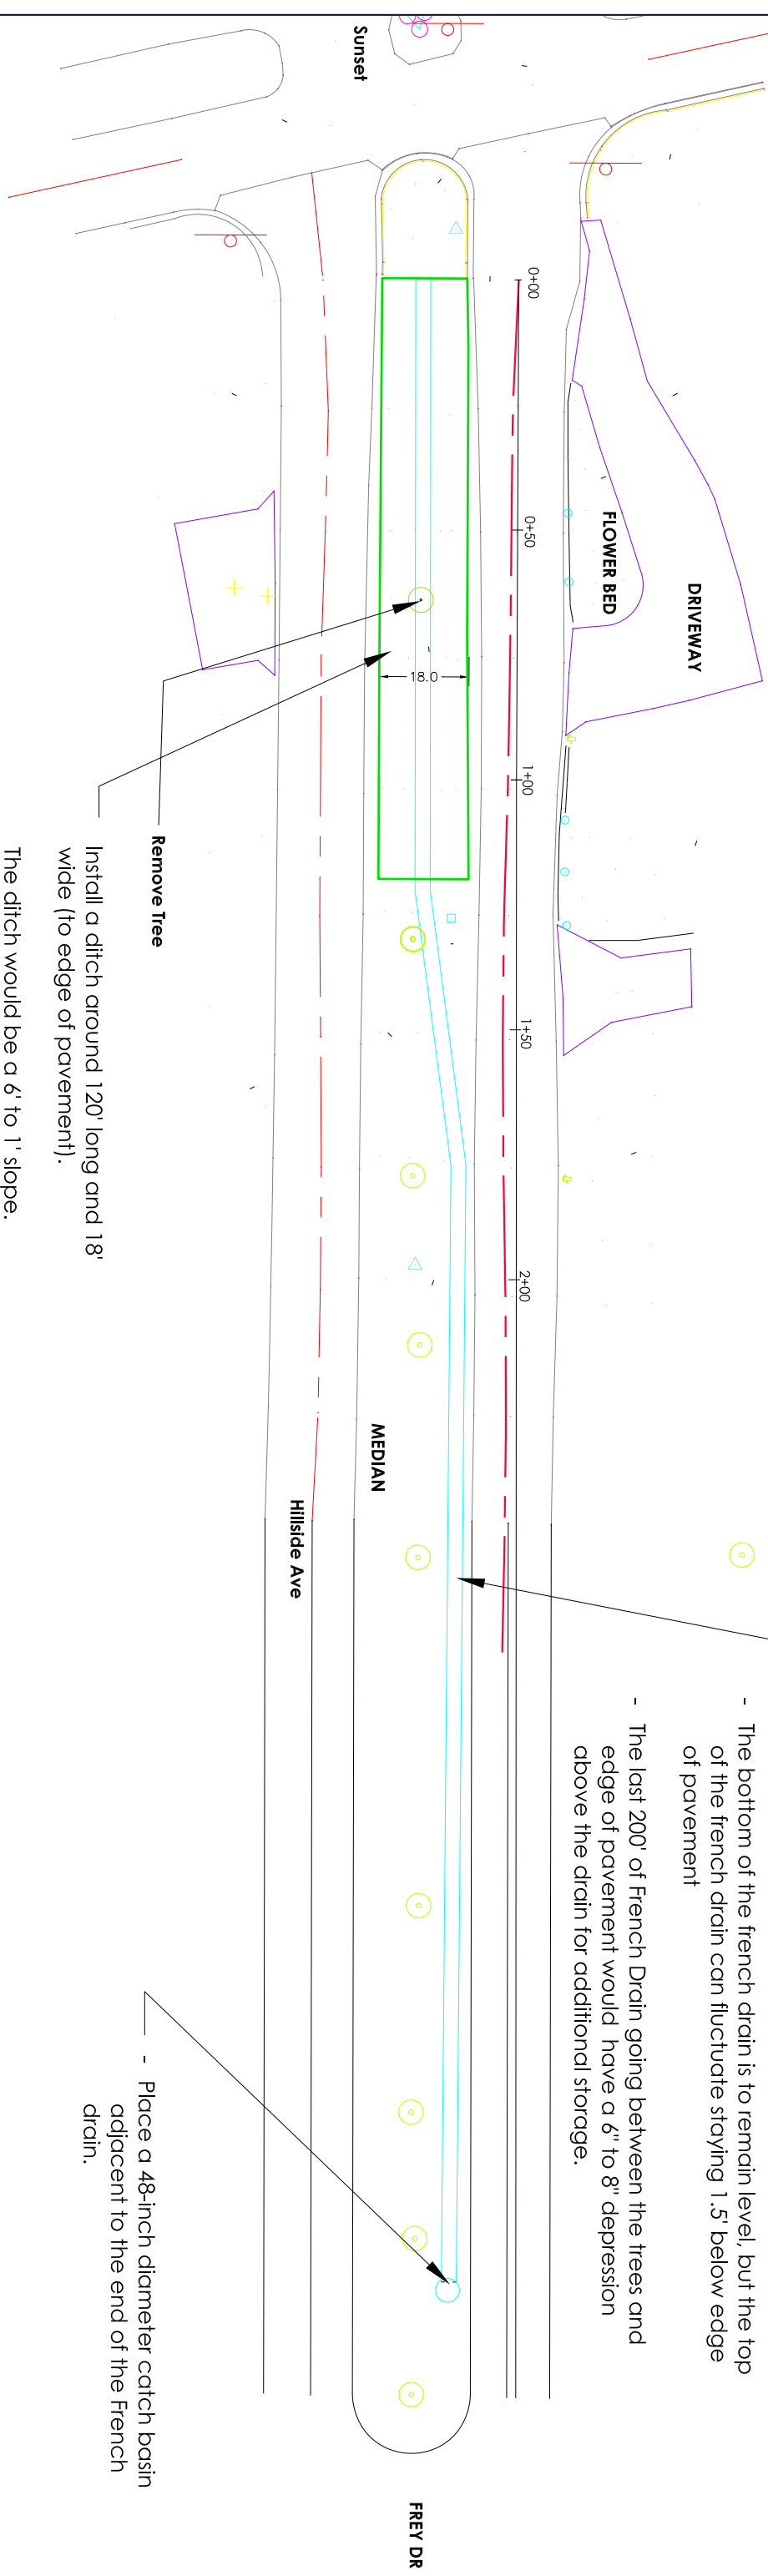 Sunset
0+00
0+50
1+00
1+50
2+00
FLOWER BED
DRIVEWAY
18.0
Remove Tree
Install a ditch around 120' long and 18'
wide (to edge of pavement).
The ditch would be a 6' to 1' slope.
MEDIAN
Hillside Ave
- The bottom of the french drain is to remain level, but the top
of the french drain can fluctuate staying 1.5' below edge
of pavement
- The last 200' of French Drain going between the trees and
edge of pavement would have a 6" to 8" depression
above the drain for additional storage.
- Place a 48-inch diameter catch basin
adjacent to the end of the French
drain.
FREY DR